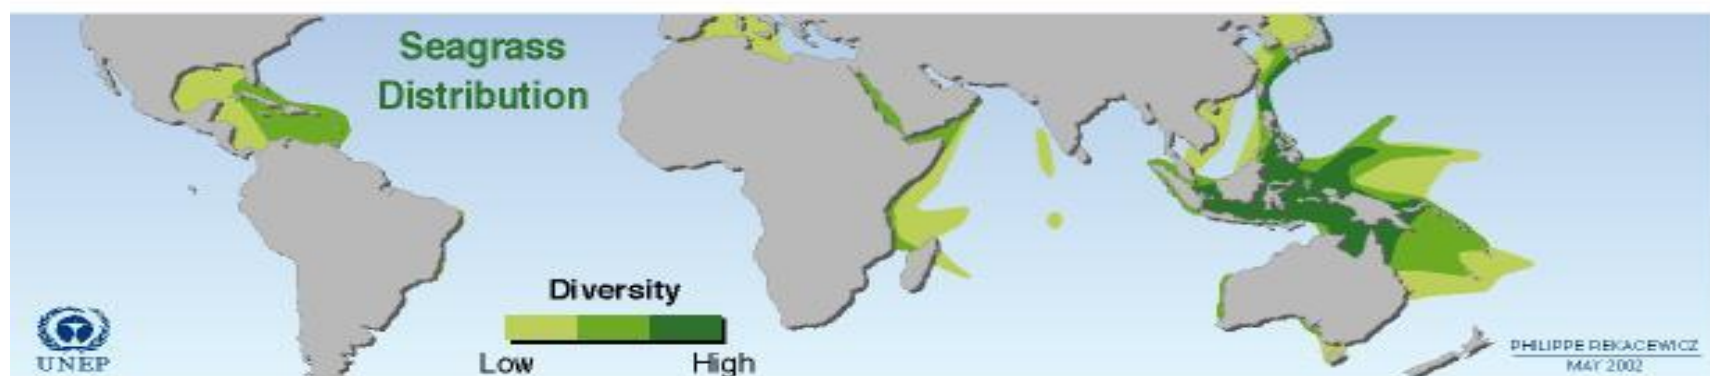 Seagrass
Distribution
Diversity
Low
High
UNEP
PHILIPPE REKACEWICZ
MAY 2002